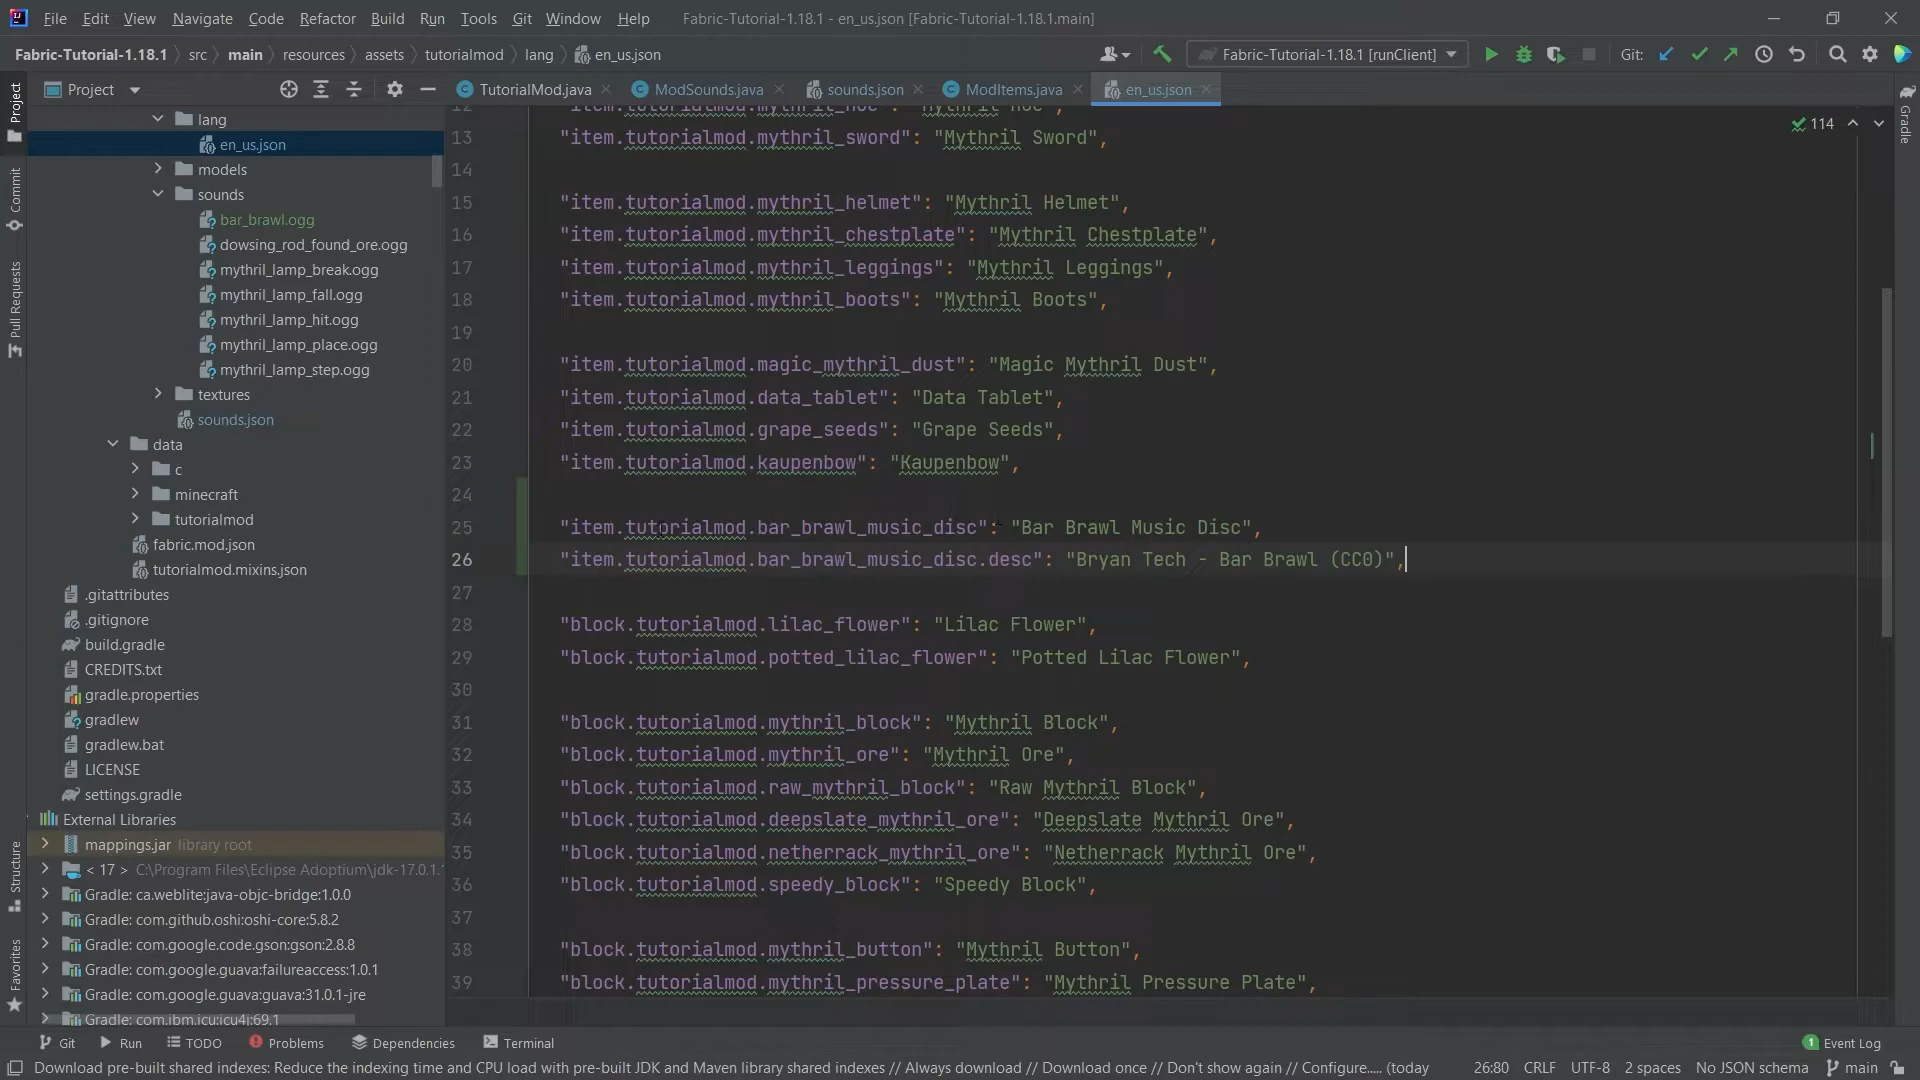 File Edit View Navigate Code Refactor Build Run Tools Git Window Help Fabric-Tutorial-1.18.1 - en_us.json [Fabric-Tutorial-1.18.1.main]
Fabric-Tutorial-1.18.1 src main resources assets tutorialmod lang en_us.json Fabric-Tutorial-1.18.1 [runClient] Git:
Project TutorialMod.java ModSounds.java sounds.json ModItems.java en_us.json
Project
Commit
Pull Requests
Structure
Favorites
Gradle
lang
en_us.json
models
sounds
bar_brawl.ogg
dowsing_rod_found_ore.ogg
mythril_lamp_break.ogg
mythril_lamp_fall.ogg
mythril_lamp_hit.ogg
mythril_lamp_place.ogg
mythril_lamp_step.ogg
textures
sounds.json
data
c
minecraft
tutorialmod
fabric.mod.json
tutorialmod.mixins.json
.gitattributes
.gitignore
build.gradle
CREDITS.txt
gradle.properties
gradlew
gradlew.bat
LICENSE
settings.gradle
External Libraries
mappings.jar library root
< 17 > C:\Program Files\Eclipse Adoptium\jdk-17.0.1.
Gradle: ca.weblite:java-objc-bridge:1.0.0
Gradle: com.github.oshi:oshi-core:5.8.2
Gradle: com.google.code.gson:gson:2.8.8
Gradle: com.google.guava:failureaccess:1.0.1
Gradle: com.google.guava:guava:31.0.1-jre
Gradle: com.ibm.icu:icu4j:69.1
114
13 "item.tutorialmod.mythril_sword": "Mythril Sword",
14
15 "item.tutorialmod.mythril_helmet": "Mythril Helmet",
16 "item.tutorialmod.mythril_chestplate": "Mythril Chestplate",
17 "item.tutorialmod.mythril_leggings": "Mythril Leggings",
18 "item.tutorialmod.mythril_boots": "Mythril Boots",
19
20 "item.tutorialmod.magic_mythril_dust": "Magic Mythril Dust",
21 "item.tutorialmod.data_tablet": "Data Tablet",
22 "item.tutorialmod.grape_seeds": "Grape Seeds",
23 "item.tutorialmod.kaupenbow": "Kaupenbow",
24
25 "item.tutorialmod.bar_brawl_music_disc": "Bar Brawl Music Disc",
26 "item.tutorialmod.bar_brawl_music_disc.desc": "Bryan Tech - Bar Brawl (CC0)",
27
28 "block.tutorialmod.lilac_flower": "Lilac Flower",
29 "block.tutorialmod.potted_lilac_flower": "Potted Lilac Flower",
30
31 "block.tutorialmod.mythril_block": "Mythril Block",
32 "block.tutorialmod.mythril_ore": "Mythril Ore",
33 "block.tutorialmod.raw_mythril_block": "Raw Mythril Block",
34 "block.tutorialmod.deepslate_mythril_ore": "Deepslate Mythril Ore",
35 "block.tutorialmod.netherrack_mythril_ore": "Netherrack Mythril Ore",
36 "block.tutorialmod.speedy_block": "Speedy Block",
37
38 "block.tutorialmod.mythril_button": "Mythril Button",
39 "block.tutorialmod.mythril_pressure_plate": "Mythril Pressure Plate",
Git Run TODO Problems Dependencies Terminal 1 Event Log
Download pre-built shared indexes: Reduce the indexing time and CPU load with pre-built JDK and Maven library shared indexes // Always download // Download once // Don't show again // Configure..... (today 26:80 CRLF UTF-8 2 spaces No JSON schema main